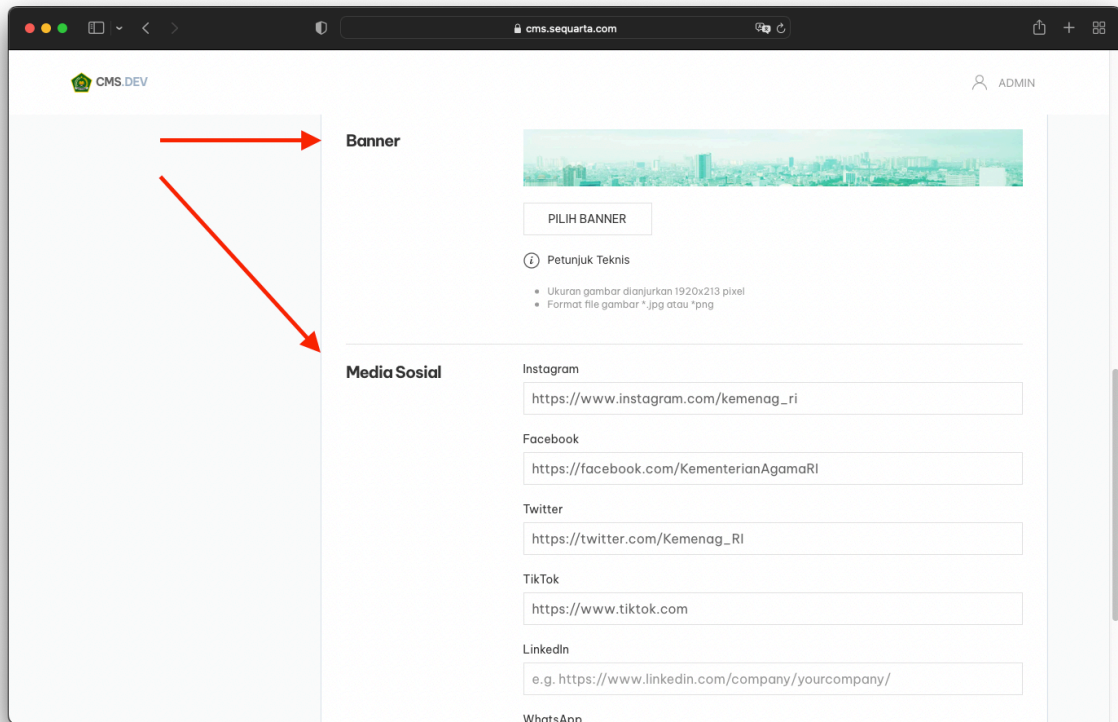 cms.sequarta.com
CMS.DEV
ADMIN
Banner
PILIH BANNER
i Petunjuk Teknis
Ukuran gambar dianjurkan 1920x213 pixel
Format file gambar *.jpg atau *png
Media Sosial
Instagram
https://www.instagram.com/kemenag_ri
Facebook
https://facebook.com/KementerianAgamaRI
Twitter
https://twitter.com/Kemenag_RI
TikTok
https://www.tiktok.com
LinkedIn
e.g. https://www.linkedin.com/company/yourcompany/
WhatsApp